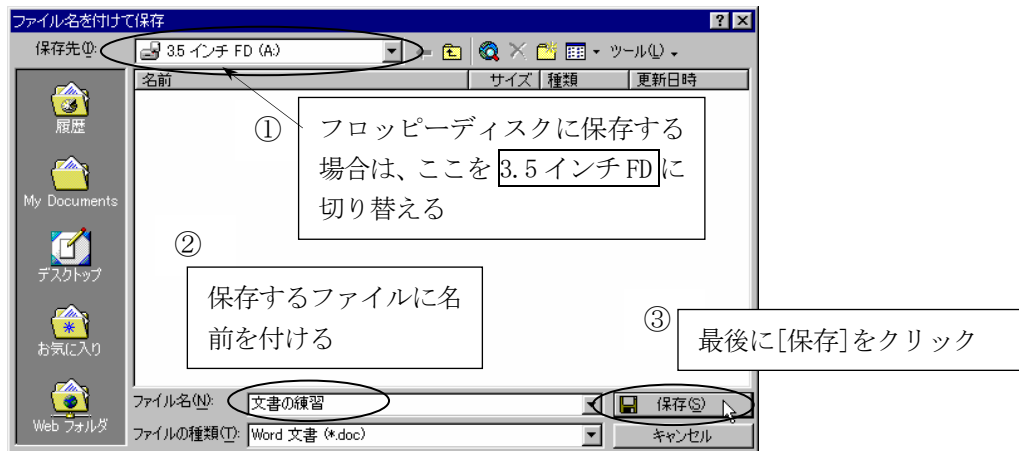 ファイル名を付けて保存
保存先(I): 3.5 インチ FD (A:) ツール(L)
名前 サイズ 種類 更新日時
履歴
My Documents
デスクトップ
お気に入り
Web フォルダ
① フロッピーディスクに保存する
場合は、ここを 3.5 インチ FD に
切り替える
②
保存するファイルに名
前を付ける
③
最後に[保存]をクリック
ファイル名(N): 文書の練習 保存(S)
ファイルの種類(T): Word 文書 (*.doc) キャンセル